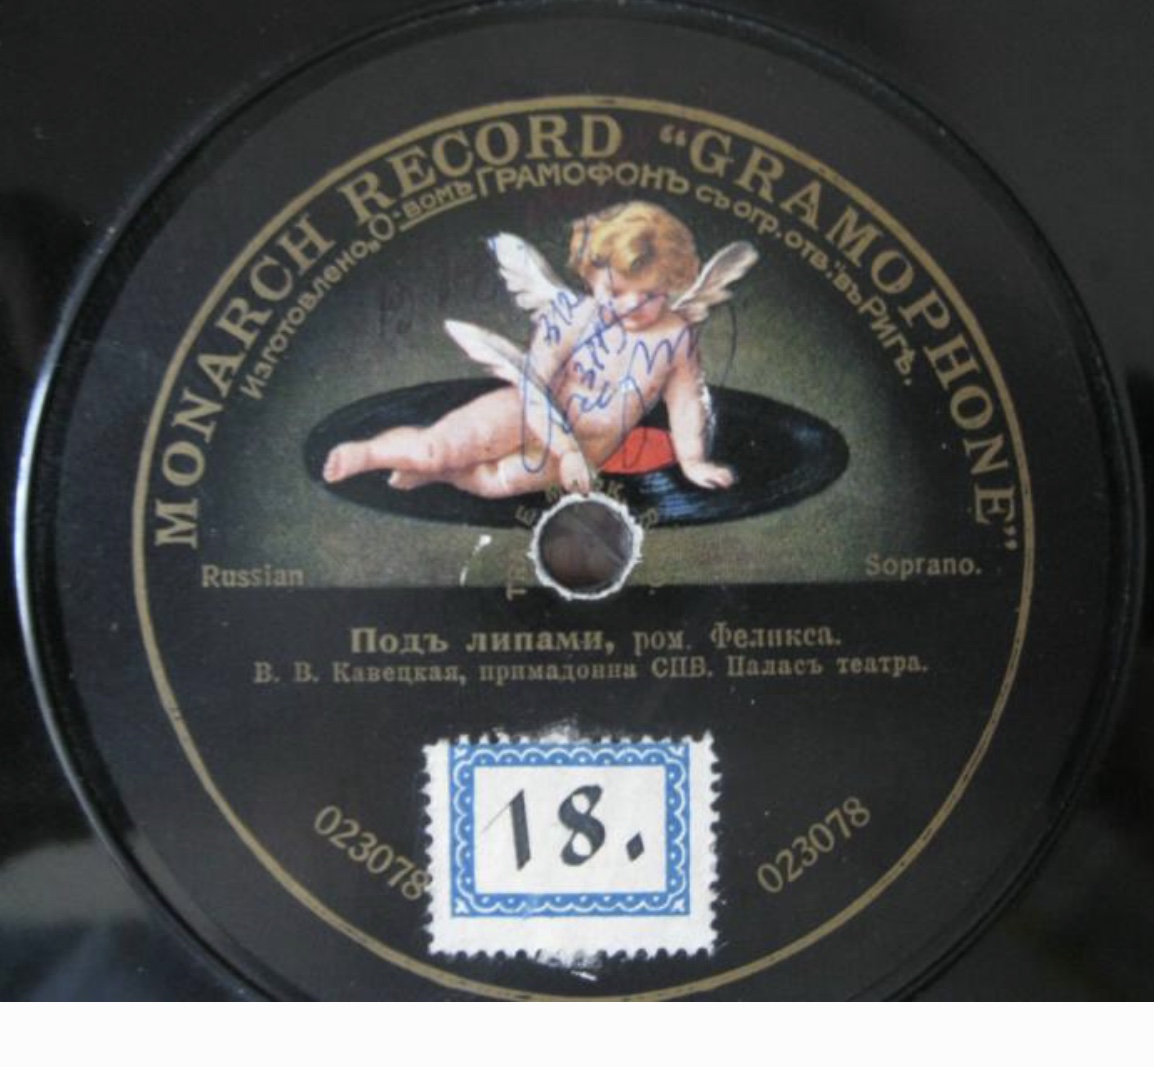 MONARCH RECORD “GRAMOPHONE”
Изготовлено „О-вомъ ГРАМОФОНЪ съ огр. отв.“ въ Ригѣ.
Russian
Soprano.
Подъ липами, ром. Феликса.
В. В. Кавецкая, примадонна СПБ. Паласъ театра.
18.
023078
023078